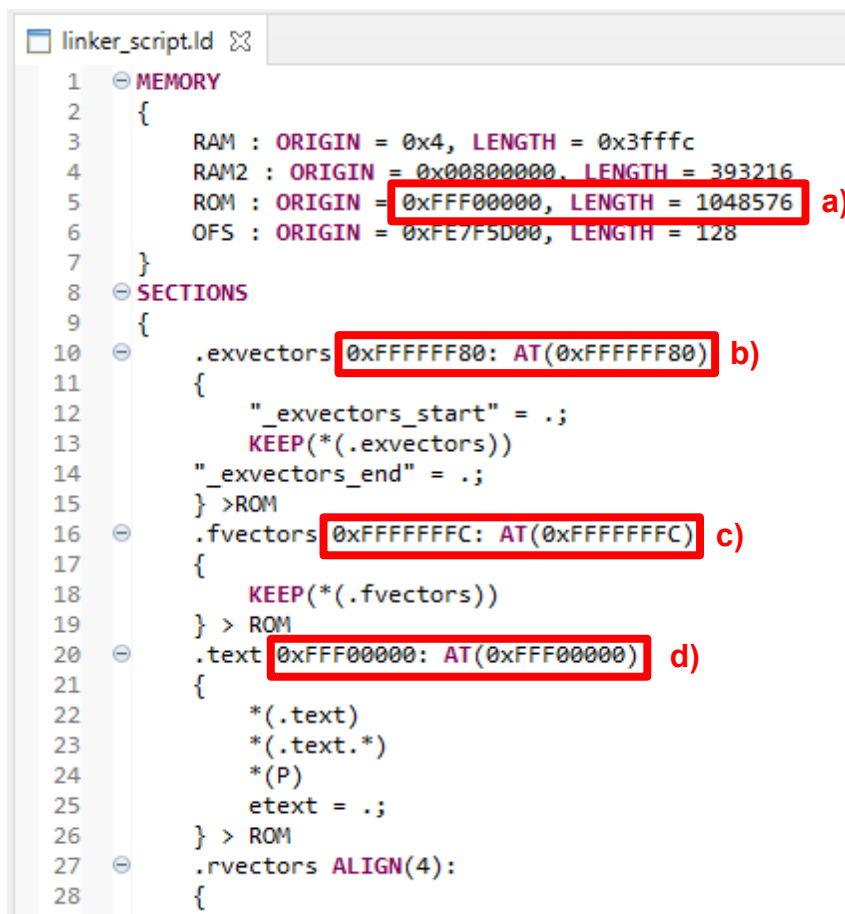 linker_script.ld
1 MEMORY
2 {
3 RAM : ORIGIN = 0x4, LENGTH = 0x3fffc
4 RAM2 : ORIGIN = 0x00800000, LENGTH = 393216
5 ROM : ORIGIN = 0xFFF00000, LENGTH = 1048576 a)
6 OFS : ORIGIN = 0xFE7F5D00, LENGTH = 128
7 }
8 SECTIONS
9 {
10 .exvectors 0xFFFFFF80: AT(0xFFFFFF80) b)
11 {
12 "_exvectors_start" = .;
13 KEEP(*(.exvectors))
14 "_exvectors_end" = .;
15 } >ROM
16 .fvectors 0xFFFFFFFC: AT(0xFFFFFFFC) c)
17 {
18 KEEP(*(.fvectors))
19 } > ROM
20 .text 0xFFF00000: AT(0xFFF00000) d)
21 {
22 *(.text)
23 *(.text.*)
24 *(P)
25 etext = .;
26 } > ROM
27 .rvectors ALIGN(4):
28 {